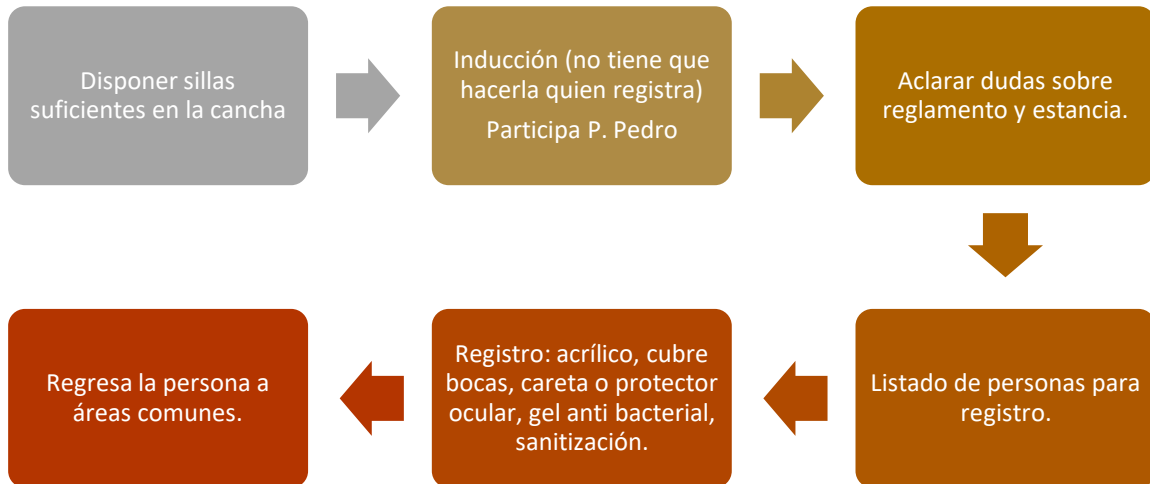 Disponer sillas
suficientes en la cancha
Inducción (no tiene que
hacerla quien registra)
Participa P. Pedro
Aclarar dudas sobre
reglamento y estancia.
Listado de personas para
registro.
Registro: acrílico, cubre
bocas, careta o protector
ocular, gel anti bacterial,
sanitización.
Regresa la persona a
áreas comunes.